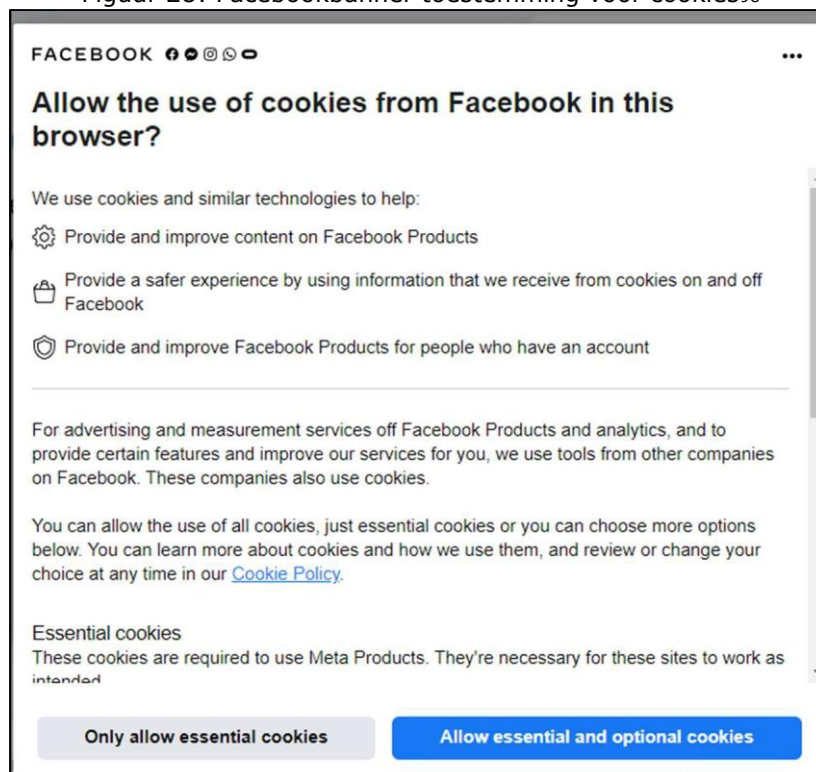 Figuur 28: Facebookbanner toestemming voor cookies
FACEBOOK
Allow the use of cookies from Facebook in this
browser?
We use cookies and similar technologies to help:
Provide and improve content on Facebook Products
Provide a safer experience by using information that we receive from cookies on and off
Facebook
Provide and improve Facebook Products for people who have an account
For advertising and measurement services off Facebook Products and analytics, and to
provide certain features and improve our services for you, we use tools from other companies
on Facebook. These companies also use cookies.
You can allow the use of all cookies, just essential cookies or you can choose more options
below. You can learn more about cookies and how we use them, and review or change your
choice at any time in our Cookie Policy.
Essential cookies
These cookies are required to use Meta Products. They're necessary for these sites to work as
intended
Only allow essential cookies
Allow essential and optional cookies